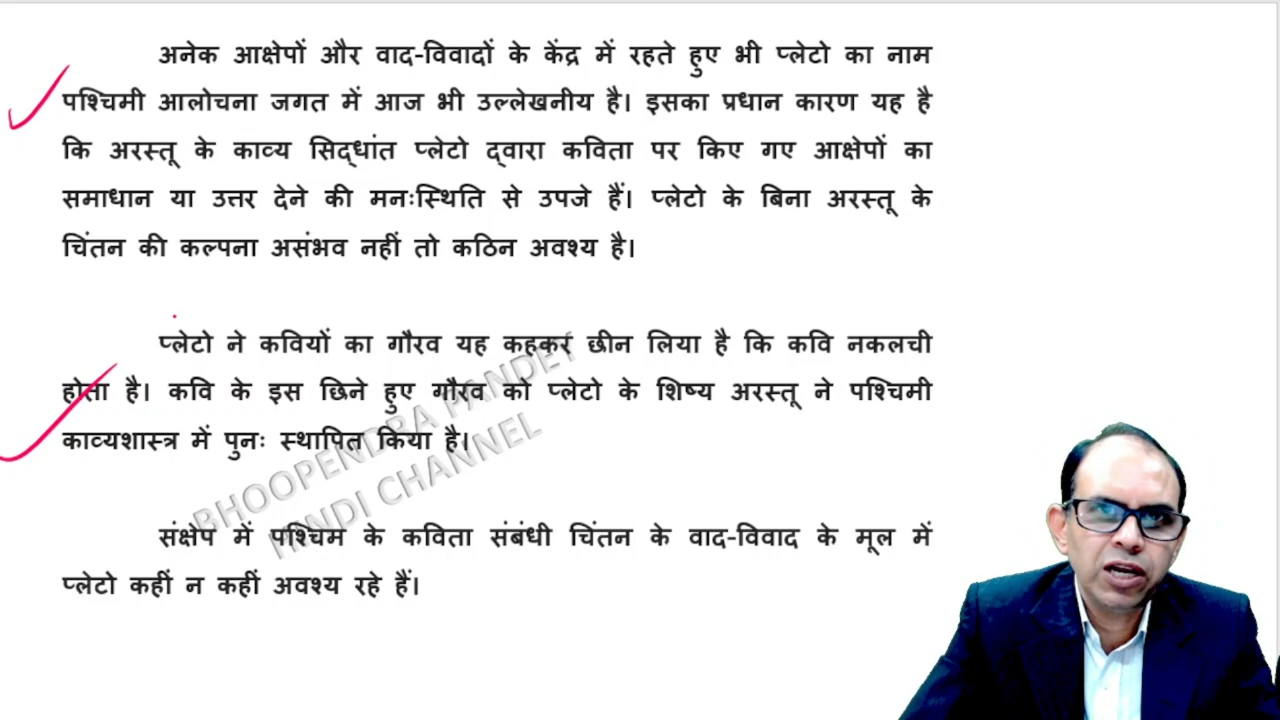 अनेक आक्षेपों और वाद-विवादों के केंद्र में रहते हुए भी प्लेटो का नाम
पश्चिमी आलोचना जगत में आज भी उल्लेखनीय है। इसका प्रधान कारण यह है
कि अरस्तू के काव्य सिद्धांत प्लेटो द्वारा कविता पर किए गए आक्षेपों का
समाधान या उत्तर देने की मनःस्थिति से उपजे हैं। प्लेटो के बिना अरस्तू के
चिंतन की कल्पना असंभव नहीं तो कठिन अवश्य है।
प्लेटो ने कवियों का गौरव यह कहकर छीन लिया है कि कवि नकलची
होता है। कवि के इस छिने हुए गौरव को प्लेटो के शिष्य अरस्तू ने पश्चिमी
काव्यशास्त्र में पुनः स्थापित किया है।
BHOOPENDRA PANDEY
HINDI CHANNEL
संक्षेप में पश्चिम के कविता संबंधी चिंतन के वाद-विवाद के मूल में
प्लेटो कहीं न कहीं अवश्य रहे हैं।